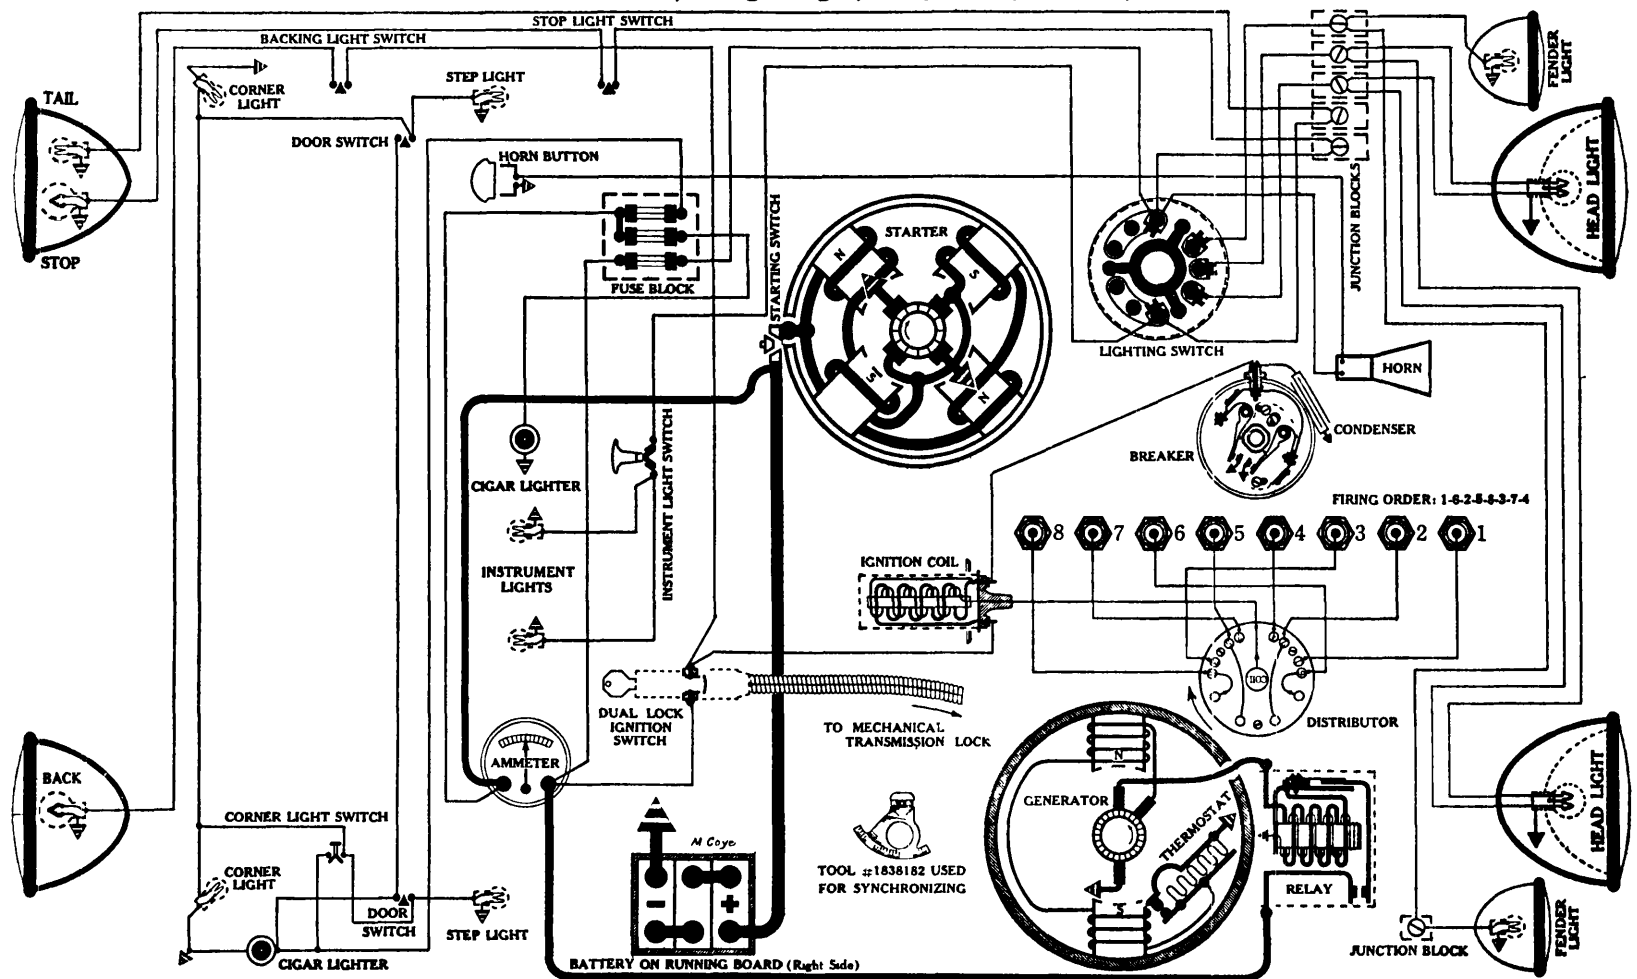 STOP LIGHT SWITCH
BACKING LIGHT SWITCH
FENDER
LIGHT
TAIL
STOP
CORNER
LIGHT
STEP LIGHT
DOOR SWITCH
HORN BUTTON
FUSE BLOCK
STARTING SWITCH
STARTER
N
S
S
N
JUNCTION BLOCKS
HEAD LIGHT
LIGHTING SWITCH
HORN
CONDENSER
BREAKER
CIGAR LIGHTER
INSTRUMENT LIGHT SWITCH
INSTRUMENT
LIGHTS
FIRING ORDER: 1-6-2-5-8-3-7-4
8 7 6 5 4 3 2 1
IGNITION COIL
DUAL LOCK
IGNITION
SWITCH
TO MECHANICAL
TRANSMISSION LOCK
COIL
DISTRIBUTOR
AMMETER
BACK
CORNER LIGHT SWITCH
CORNER
LIGHT
DOOR
SWITCH
STEP LIGHT
CIGAR LIGHTER
M Coye
- +
BATTERY ON RUNNING BOARD (Right Side)
TOOL #1838182 USED
FOR SYNCHRONIZING
GENERATOR
N
THERMOSTAT
S
RELAY
HEAD LIGHT
JUNCTION BLOCK
FENDER
LIGHT